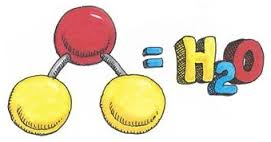 = H2O